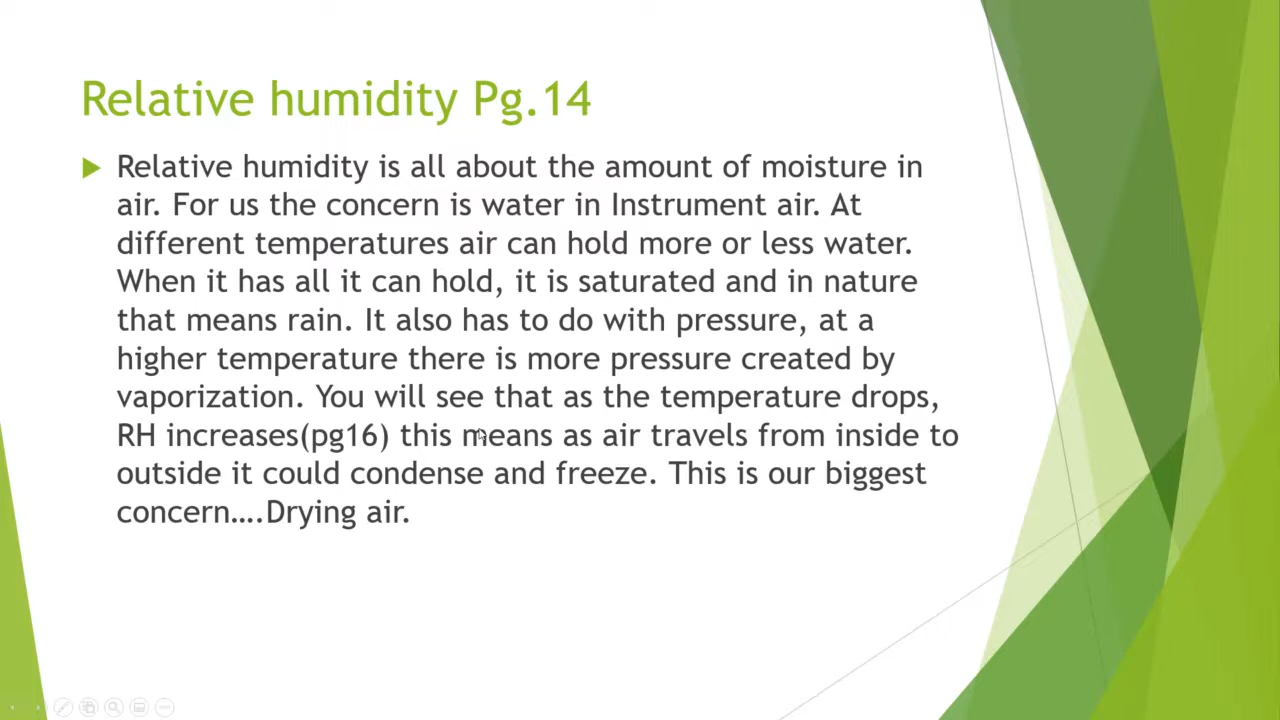 Relative humidity Pg.14
Relative humidity is all about the amount of moisture in
air. For us the concern is water in Instrument air. At
different temperatures air can hold more or less water.
When it has all it can hold, it is saturated and in nature
that means rain. It also has to do with pressure, at a
higher temperature there is more pressure created by
vaporization. You will see that as the temperature drops,
RH increases(pg16) this means as air travels from inside to
outside it could condense and freeze. This is our biggest
concern….Drying air.